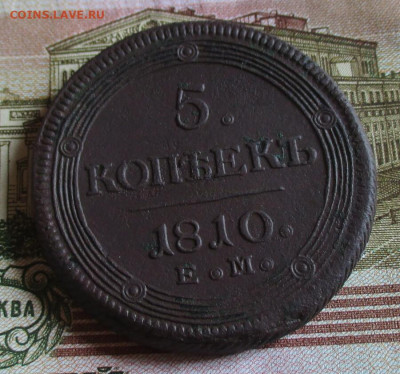 COINS.LAVE.RU
5.
КОПѢЕКЪ
1810.
Е. М.
КВА